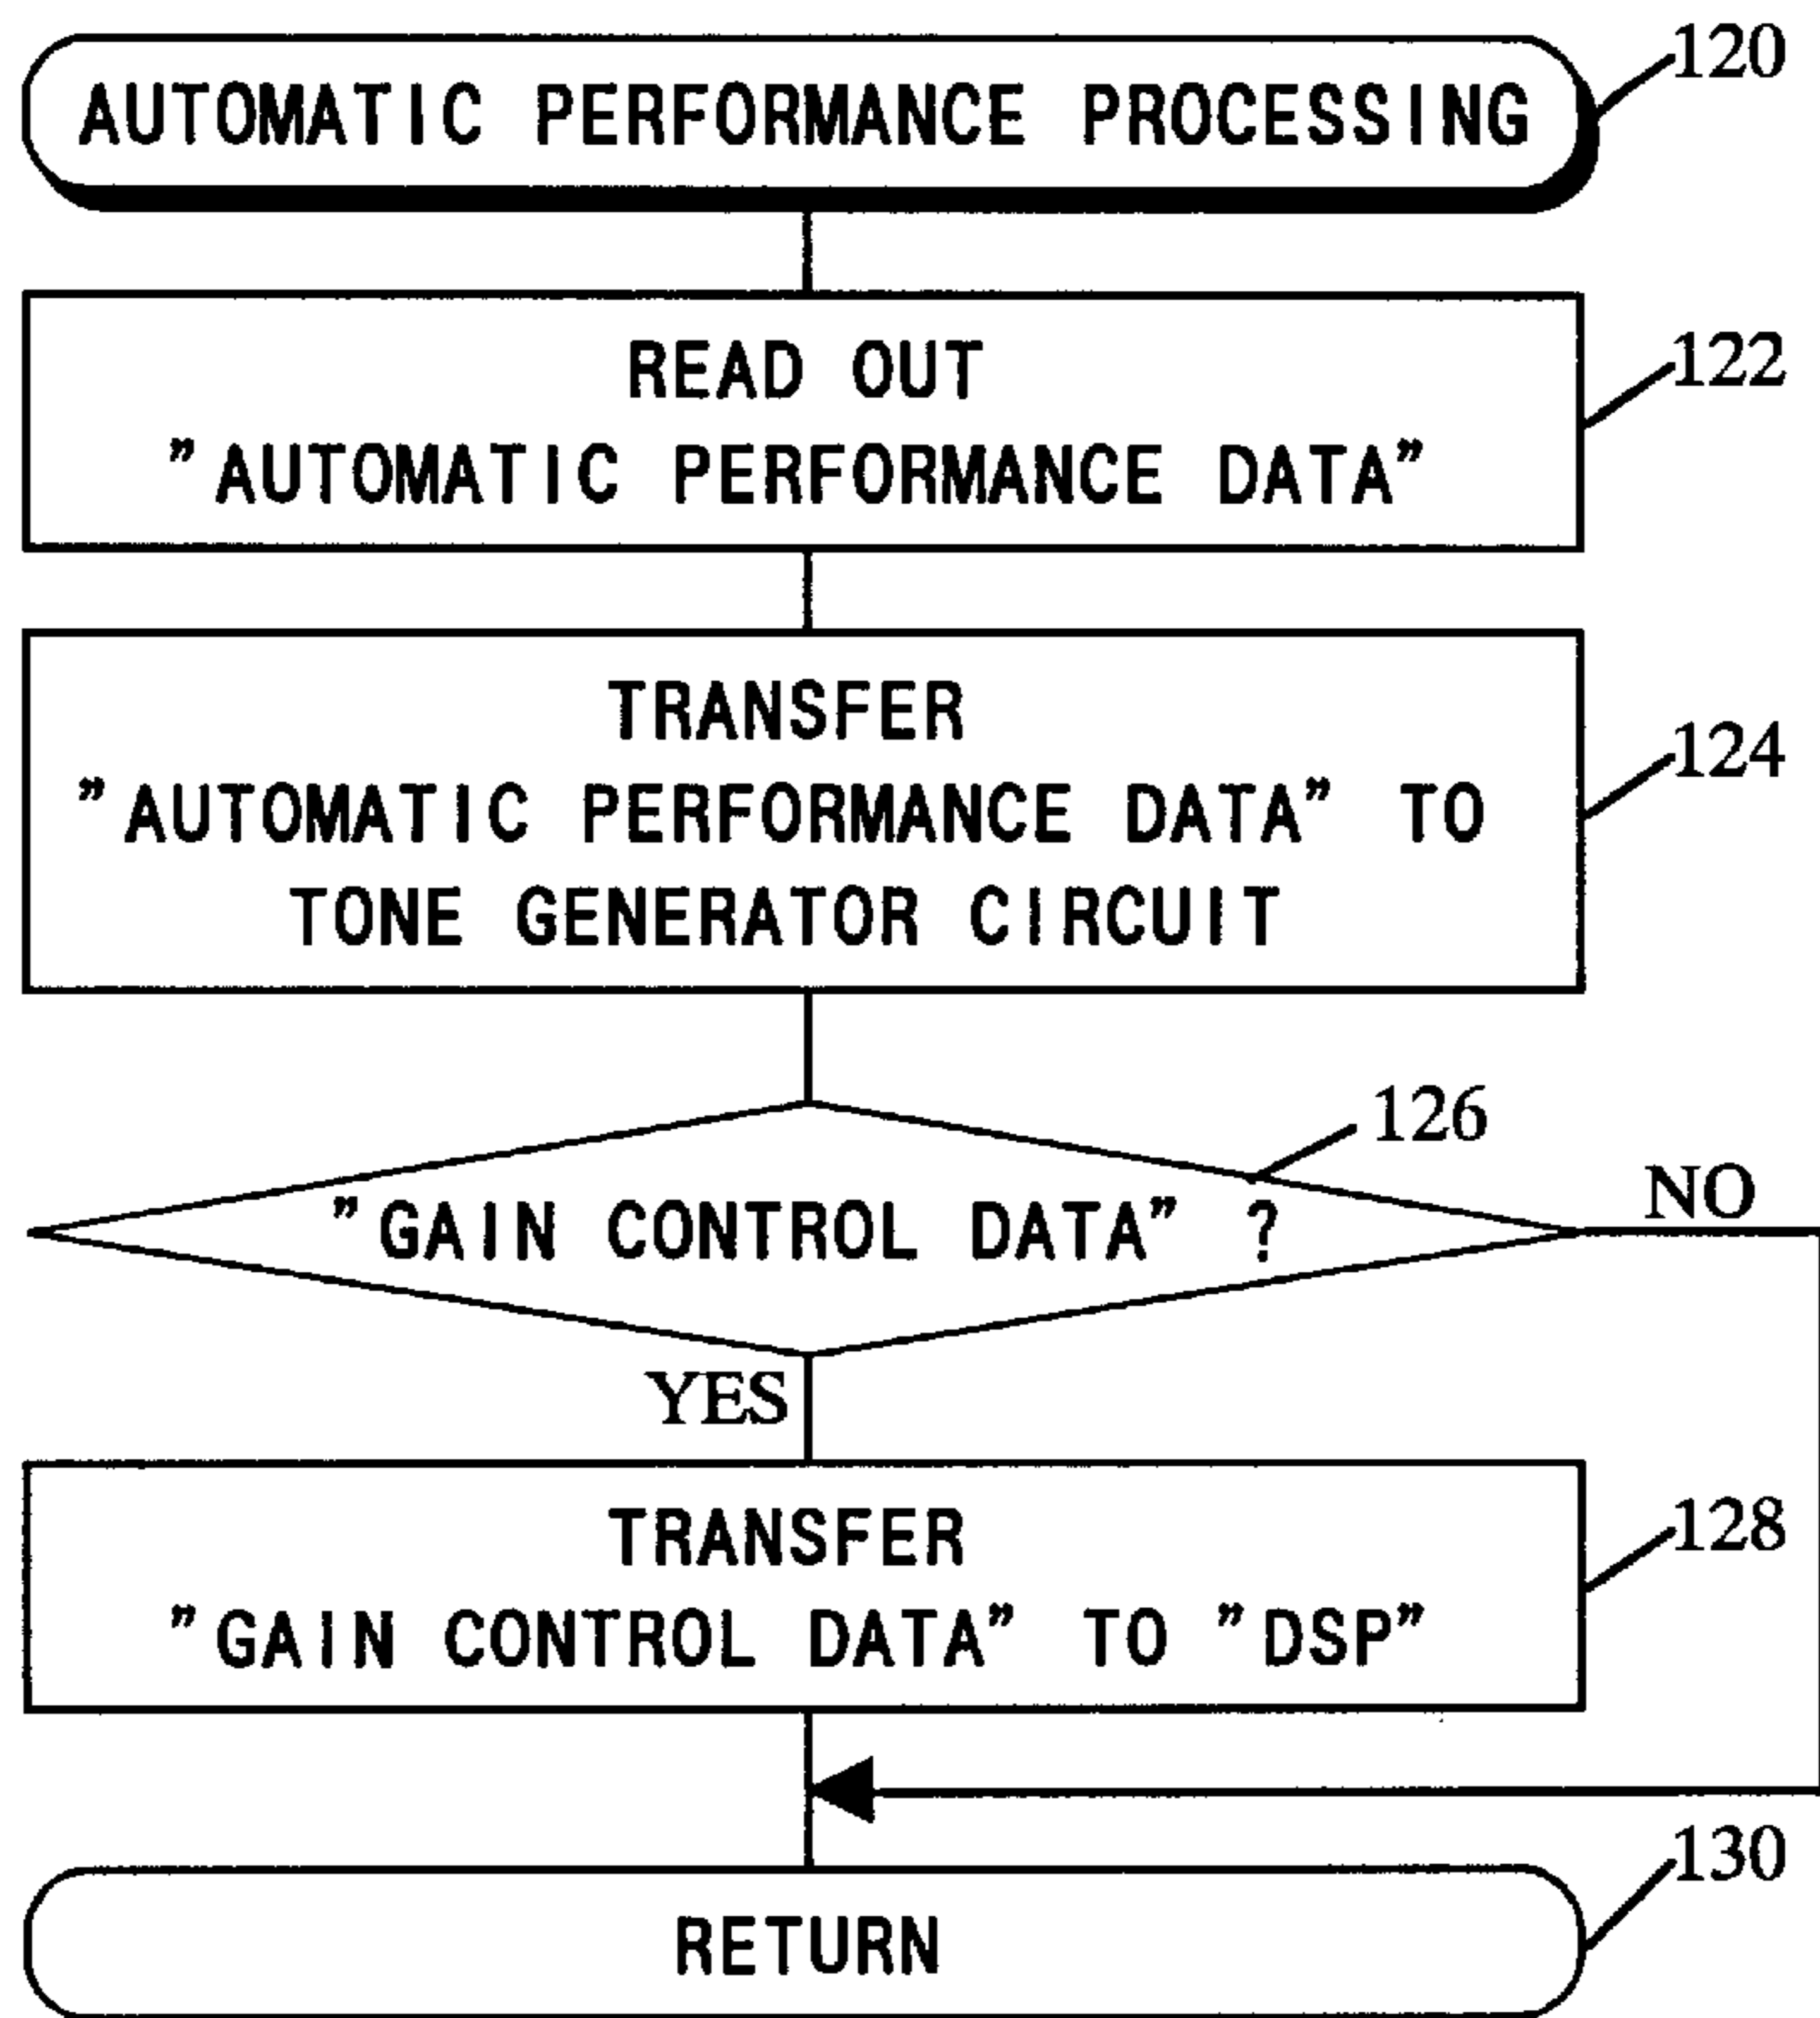 120
AUTOMATIC PERFORMANCE PROCESSING
READ OUT
122
"AUTOMATIC PERFORMANCE DATA"
TRANSFER
124
"AUTOMATIC PERFORMANCE DATA" TO
TONE GENERATOR CIRCUIT
126
NO
"GAIN CONTROL DATA" ?
YES
TRANSFER
128
"GAIN CONTROL DATA" TO "DSP"
130
RETURN